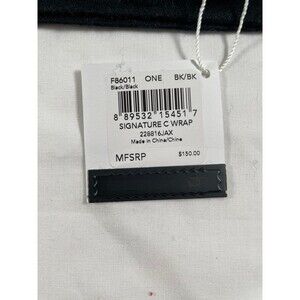 F86011 ONE BK/BK
Black/Black
8 89532 15451 7
SIGNATURE C WRAP
228816JAX
Made in China/China
MFSRP $150.00